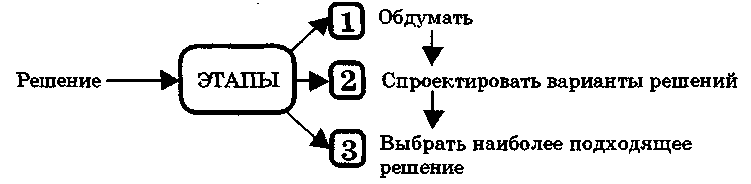 1 Обдумать
Решение ЭТАПЫ 2 Спроектировать варианты решений
3 Выбрать наиболее подходящее
решение